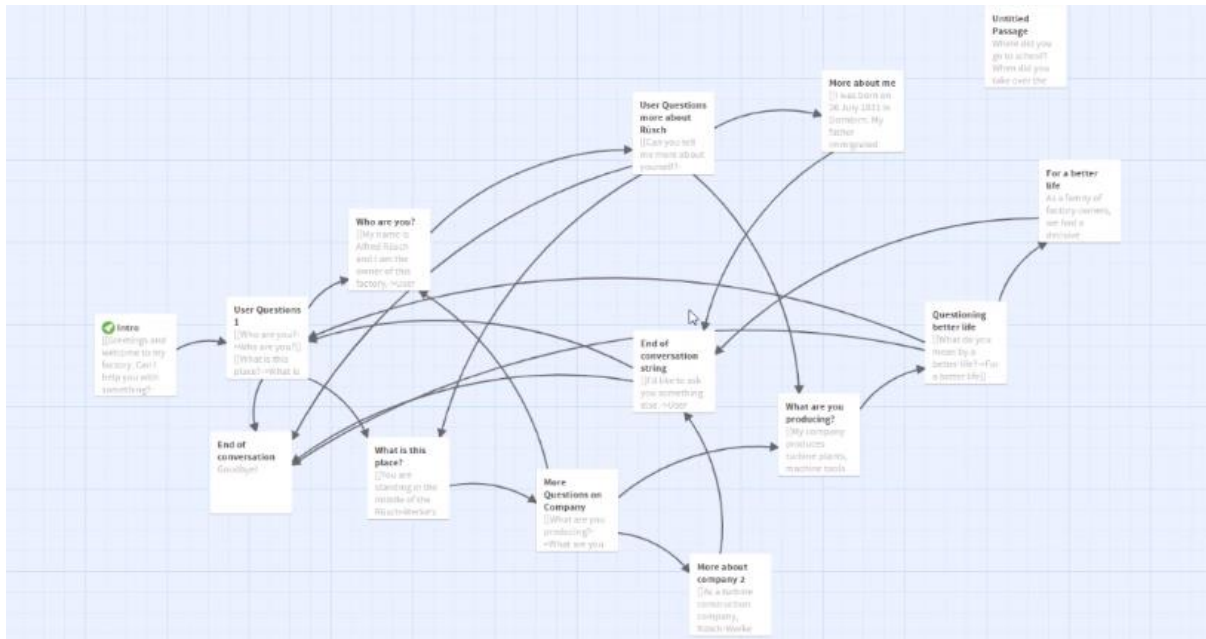 Untitled
Passage
Where did you
go to school?
When did you
take over the
More about me
[[I was born on
in
My
father
immigrated
User Questions
more about
Rüsch
[[Can you tell
me more about
yourself?-
For a better
life
As a family of
factory owners,
we had a
decisive
Who are you?
[[My name is
Alfred Rüsch
and I am the
owner of this
factory.->User
User Questions
1
[[Who are you?-
>Who are you?]]
[[What is this
place?->What is
Intro
[[Greetings and
welcome to my
factory. Can I
help you with
something?-
Questioning
better life
[[What do you
mean by a
better life?->For
a better life]]
End of
conversation
string
[[I'd like to ask
you something
else.->User
What are you
producing?
[[My company
produces
turbine plants,
machine tools
End of
conversation
Goodbye!
What is this
place?
[[You are
standing in the
middle of the
Rüsch-Werke's
More
Questions on
Company
[[What are you
producing?-
>What are you
More about
company 2
[[As a turbine
construction
company,
Rüsch-Werke